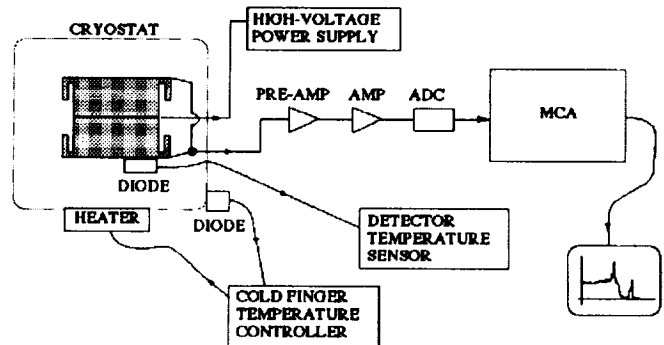 CRYOSTAT
HIGH-VOLTAGE
POWER SUPPLY
PRE-AMP
AMP
ADC
MCA
DIODE
DIODE
HEATER
DETECTOR
TEMPERATURE
SENSOR
COLD FINGER
TEMPERATURE
CONTROLLER